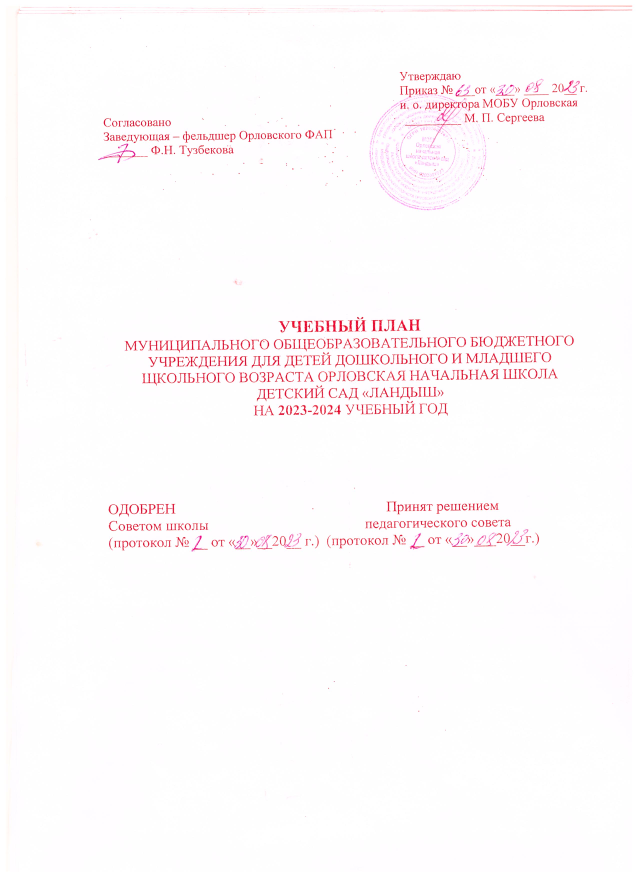 Утверждаю
Приказ № 63 от «30» 08 2023 г.
и. о. директора МОБУ Орловская
М. П. Сергеева
Согласовано
Заведующая – фельдшер Орловского ФАП
Ф.Н. Тузбекова
УЧЕБНЫЙ ПЛАН
МУНИЦИПАЛЬНОГО ОБЩЕОБРАЗОВАТЕЛЬНОГО БЮДЖЕТНОГО
УЧРЕЖДЕНИЯ ДЛЯ ДЕТЕЙ ДОШКОЛЬНОГО И МЛАДШЕГО
ЩКОЛЬНОГО ВОЗРАСТА ОРЛОВСКАЯ НАЧАЛЬНАЯ ШКОЛА
ДЕТСКИЙ САД «ЛАНДЫШ»
НА 2023-2024 УЧЕБНЫЙ ГОД
ОДОБРЕН
Советом школы
(протокол № 1 от «30» 08 2023 г.)
Принят решением
педагогического совета
(протокол № 1 от «30» 08 2023 г.)